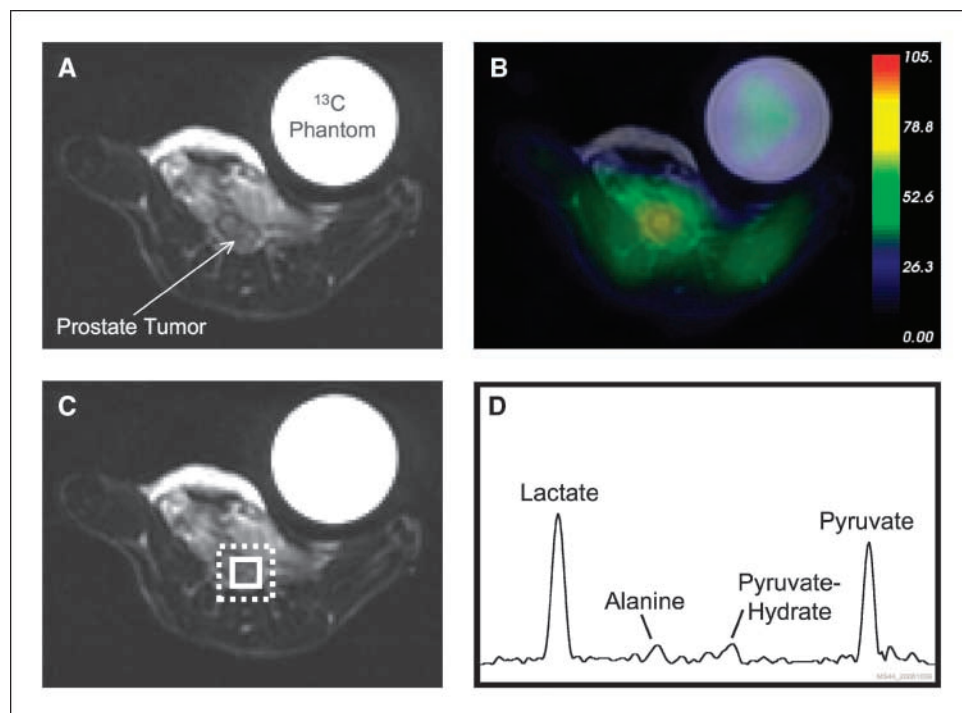 A
¹³C
Phantom
Prostate Tumor
B
105.
78.8
52.6
26.3
0.00
C
D
Lactate
Alanine
Pyruvate-
Hydrate
Pyruvate